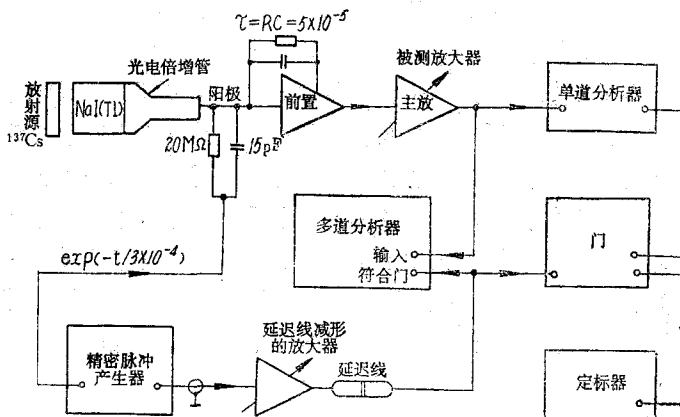 τ=RC=5X10⁻⁵
光电倍增管
被测放大器
放射源
¹³⁷Cs
NaI(Tl)
阳极
前置
主放
单道分析器
20MΩ
15pF
多道分析器
输入
符合门
门
exp(-t/3X10⁻⁴)
延迟线减形
的放大器
精密脉冲
产生器
延迟线
定标器